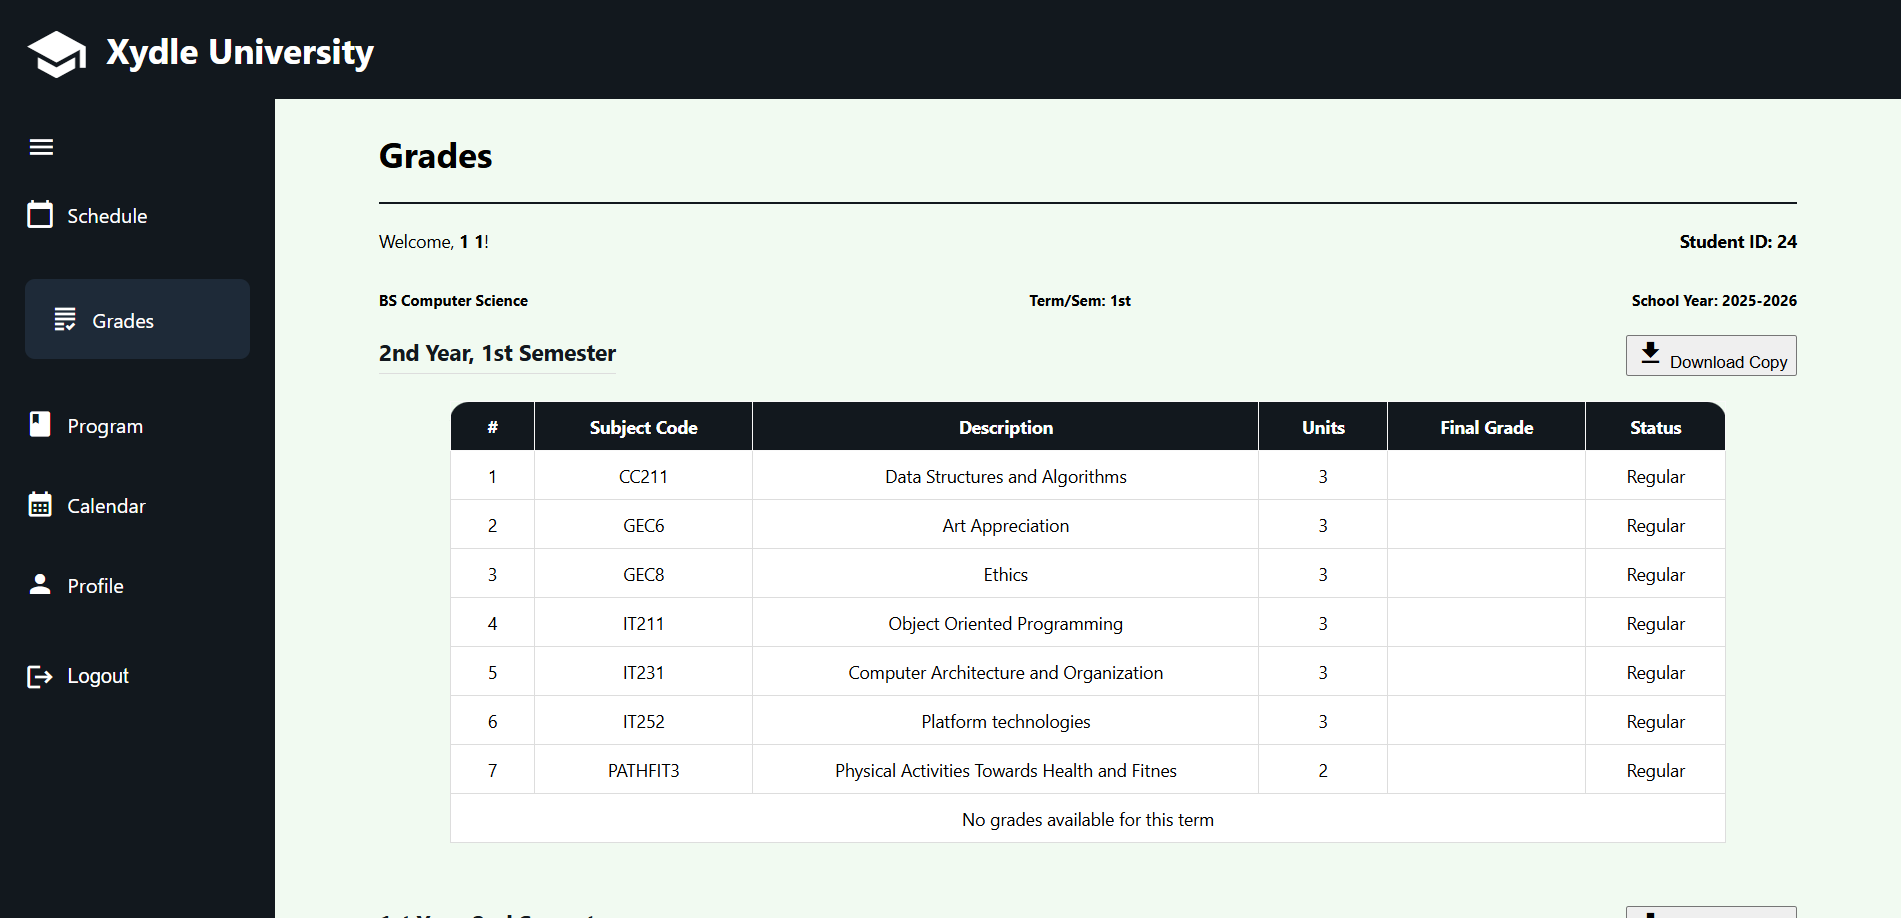 Xydle University
Schedule
Grades
Program
Calendar
Profile
Logout
Grades
Welcome, 1 1!
Student ID: 24
BS Computer Science
Term/Sem: 1st
School Year: 2025-2026
2nd Year, 1st Semester
Download Copy
# Subject Code Description Units Final Grade Status
1 CC211 Data Structures and Algorithms 3 Regular
2 GEC6 Art Appreciation 3 Regular
3 GEC8 Ethics 3 Regular
4 IT211 Object Oriented Programming 3 Regular
5 IT231 Computer Architecture and Organization 3 Regular
6 IT252 Platform technologies 3 Regular
7 PATHFIT3 Physical Activities Towards Health and Fitnes 2 Regular
No grades available for this term